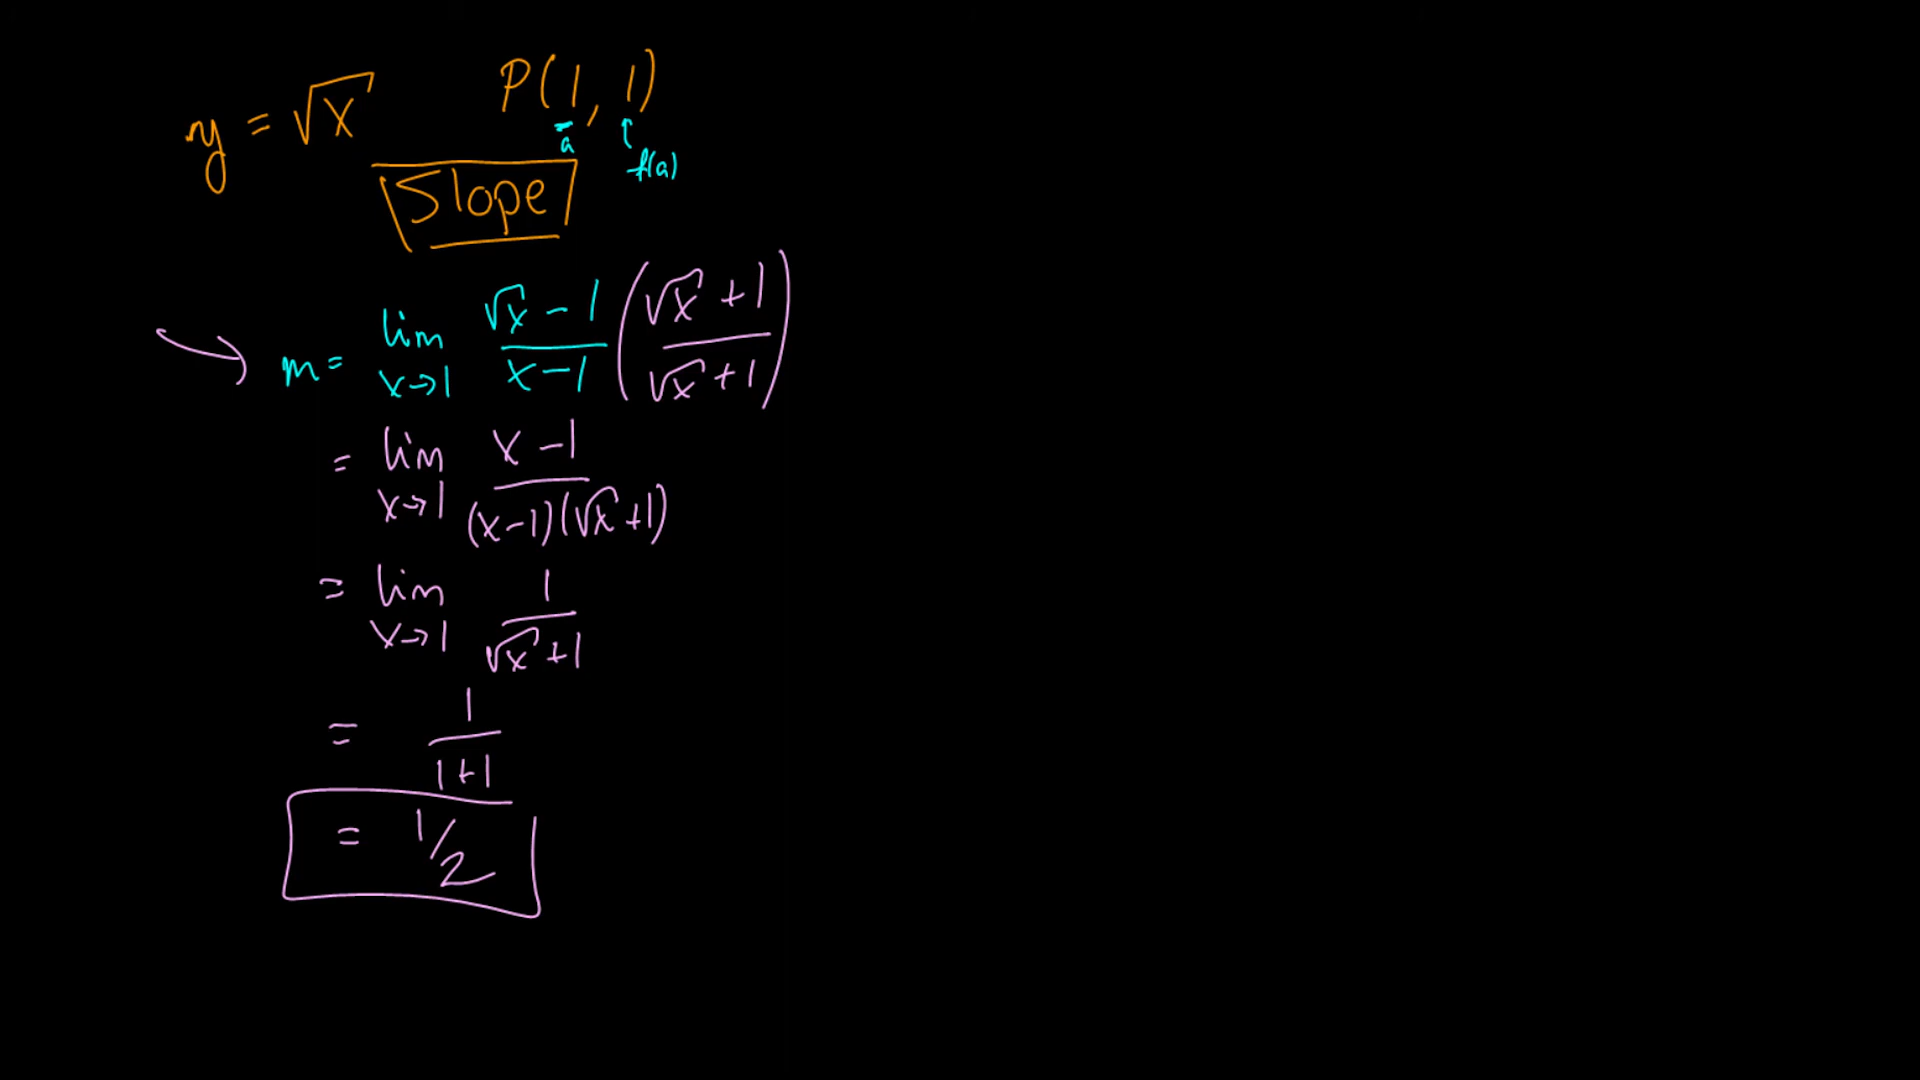 y = √x P(1, 1)
a f(a)
Slope
m = lim x→1 (√x - 1)/(x - 1) ((√x + 1)/(√x + 1))
= lim x→1 (x - 1)/((x - 1)(√x + 1))
= lim x→1 1/(√x + 1)
= 1/(1+1)
= 1/2